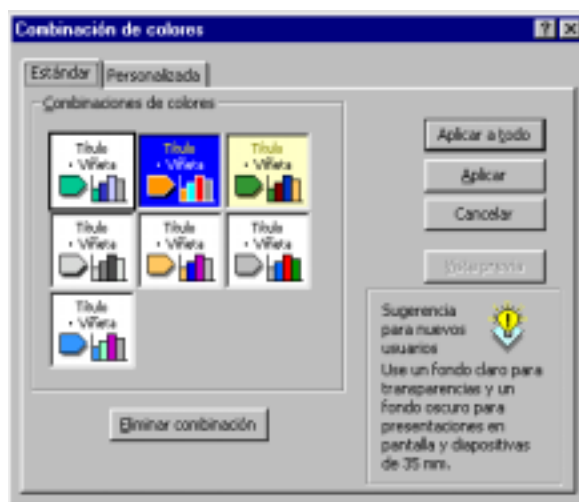 Combinación de colores
Estándar
Personalizada
Combinaciones de colores
Título
• Viñeta
Título
• Viñeta
Título
• Viñeta
Título
• Viñeta
Título
• Viñeta
Título
• Viñeta
Título
• Viñeta
Eliminar combinación
Aplicar a todo
Aplicar
Cancelar
Vista previa
Sugerencia
para nuevos
usuarios
Use un fondo claro para
transparencias y un
fondo oscuro para
presentaciones en
pantalla y diapositivas
de 35 mm.